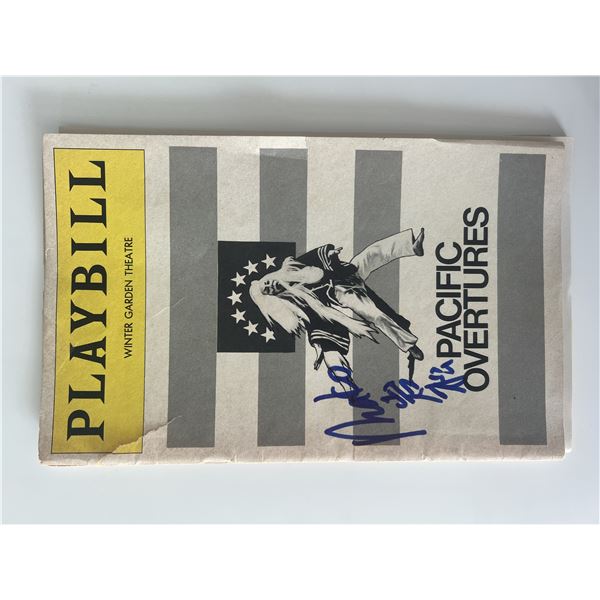 PLAYBILL
WINTER GARDEN THEATRE
PACIFIC
OVERTURES